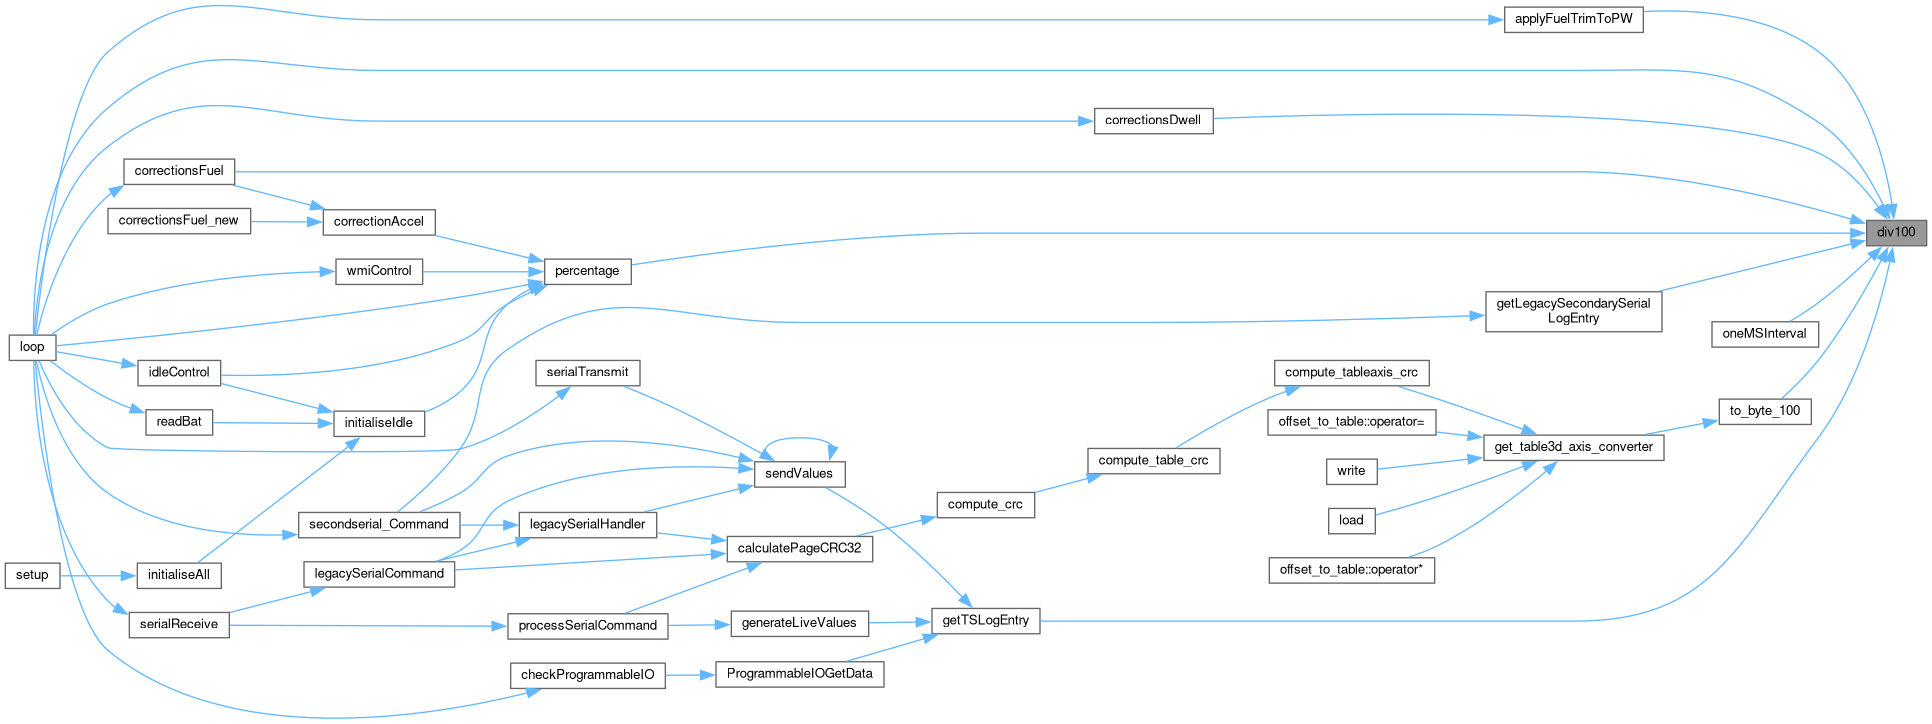 applyFuelTrimToPW
correctionsDwell
correctionsFuel
correctionsFuel_new
correctionAccel
div100
wmiControl
percentage
getLegacySecondarySerial
LogEntry
oneMSInterval
loop
idleControl
serialTransmit
compute_tableaxis_crc
readBat
initialiseIdle
offset_to_table::operator=
to_byte_100
get_table3d_axis_converter
compute_table_crc
write
sendValues
compute_crc
load
secondserial_Command
legacySerialHandler
calculatePageCRC32
setup
initialiseAll
legacySerialCommand
offset_to_table::operator*
serialReceive
processSerialCommand
generateLiveValues
getTSLogEntry
checkProgrammableIO
ProgrammableIOGetData